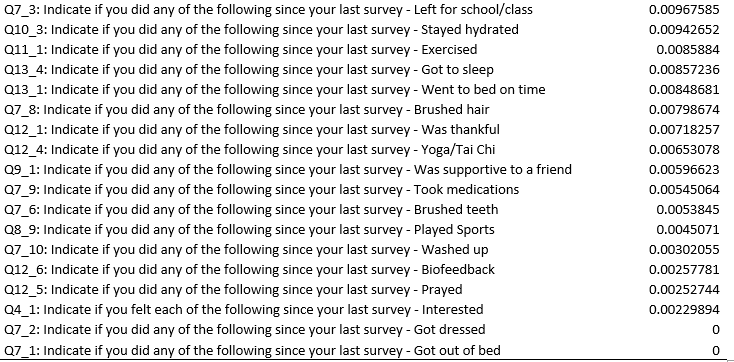 Q7_3: Indicate if you did any of the following since your last survey - Left for school/class 0.00967585
Q10_3: Indicate if you did any of the following since your last survey - Stayed hydrated 0.00942652
Q11_1: Indicate if you did any of the following since your last survey - Exercised 0.0085884
Q13_4: Indicate if you did any of the following since your last survey - Got to sleep 0.00857236
Q13_1: Indicate if you did any of the following since your last survey - Went to bed on time 0.00848681
Q7_8: Indicate if you did any of the following since your last survey - Brushed hair 0.00798674
Q12_1: Indicate if you did any of the following since your last survey - Was thankful 0.00718257
Q12_4: Indicate if you did any of the following since your last survey - Yoga/Tai Chi 0.00653078
Q9_1: Indicate if you did any of the following since your last survey - Was supportive to a friend 0.00596623
Q7_9: Indicate if you did any of the following since your last survey - Took medications 0.00545064
Q7_6: Indicate if you did any of the following since your last survey - Brushed teeth 0.0053845
Q8_9: Indicate if you did any of the following since your last survey - Played Sports 0.0045071
Q7_10: Indicate if you did any of the following since your last survey - Washed up 0.00302055
Q12_6: Indicate if you did any of the following since your last survey - Biofeedback 0.00257781
Q12_5: Indicate if you did any of the following since your last survey - Prayed 0.00252744
Q4_1: Indicate if you felt each of the following since your last survey - Interested 0.00229894
Q7_2: Indicate if you did any of the following since your last survey - Got dressed 0
Q7_1: Indicate if you did any of the following since your last survey - Got out of bed 0